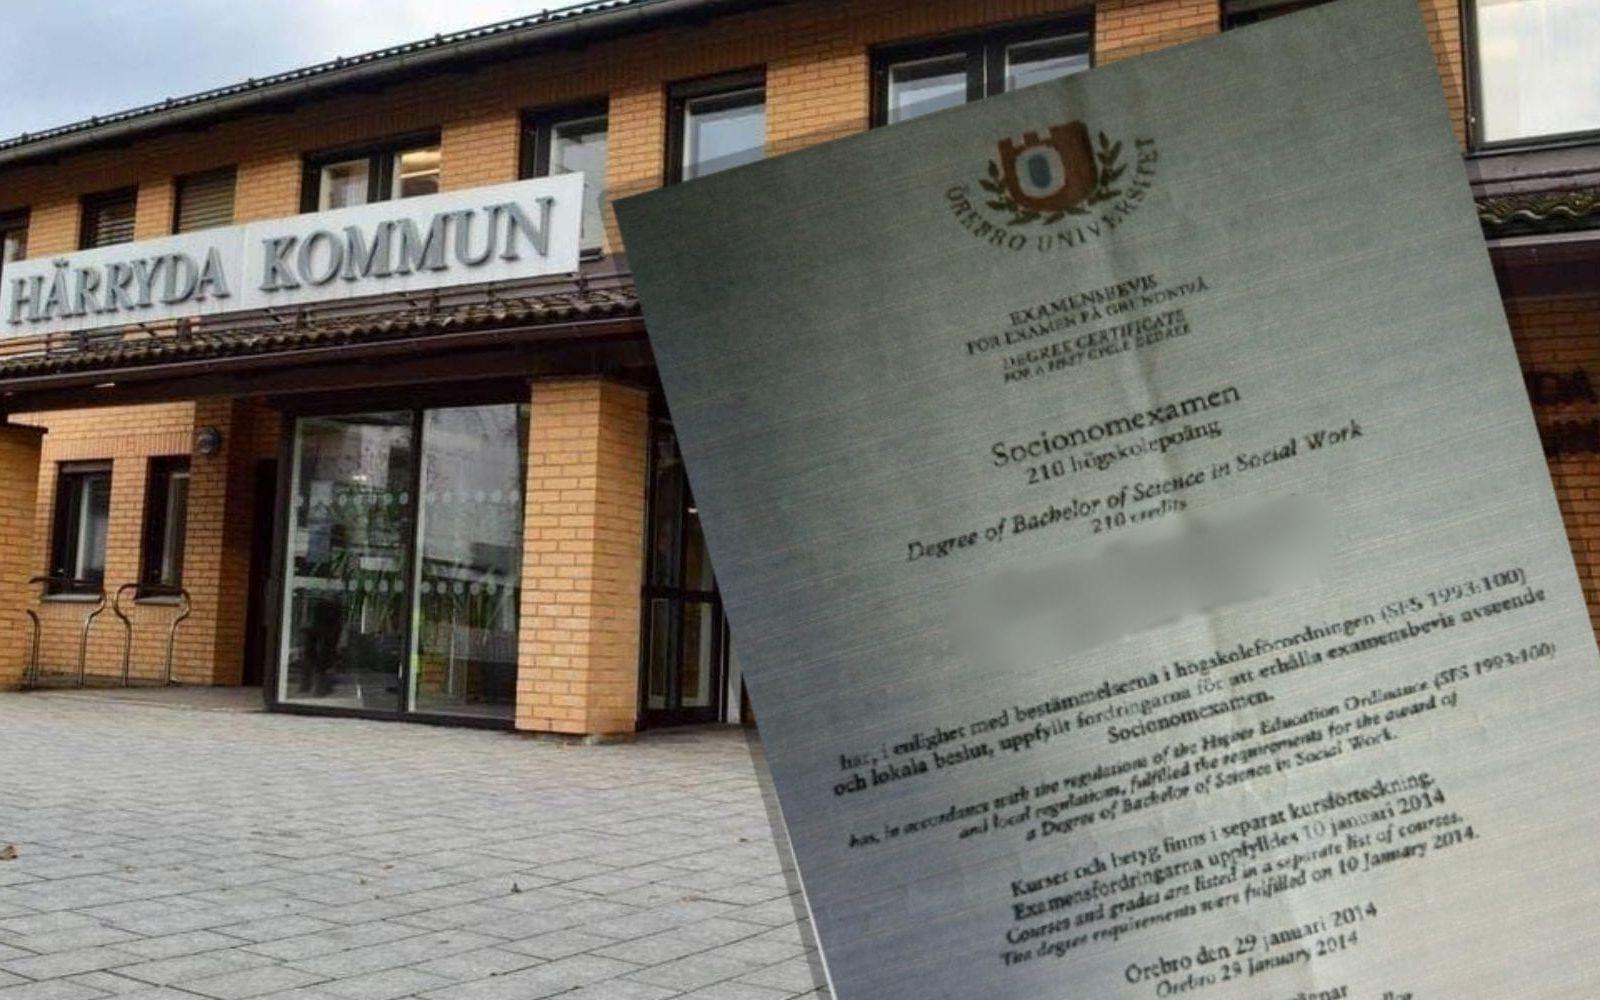 HÄRRYDA KOMMUN
ÖREBRO UNIVERSITET
EXAMENSBEVIS
FÖR EXAMEN PÅ GRUNDNIVÅ
DEGREE CERTIFICATE
FOR A FIRST CYCLE DEGREE
Socionomexamen
210 högskolepoäng
Degree of Bachelor of Science in Social Work
210 credits
har, i enlighet med bestämmelserna i högskoleförordningen (SFS 1993:100)
och lokala beslut, uppfyllt fordringarna för att erhålla examensbevis avseende
Socionomexamen.
has, in accordance with the regulations of the Higher Education Ordinance (SFS 1993:100)
and local regulations, fulfilled the requirements for the award of
a Degree of Bachelor of Science in Social Work.
Kurser och betyg finns i separat kursförteckning.
Examensfordringarna uppfylldes 10 januari 2014
Courses and grades are listed in a separate list of courses.
The degree requirements were fulfilled on 10 January 2014.
Örebro den 29 januari 2014
Örebro 29 January 2014